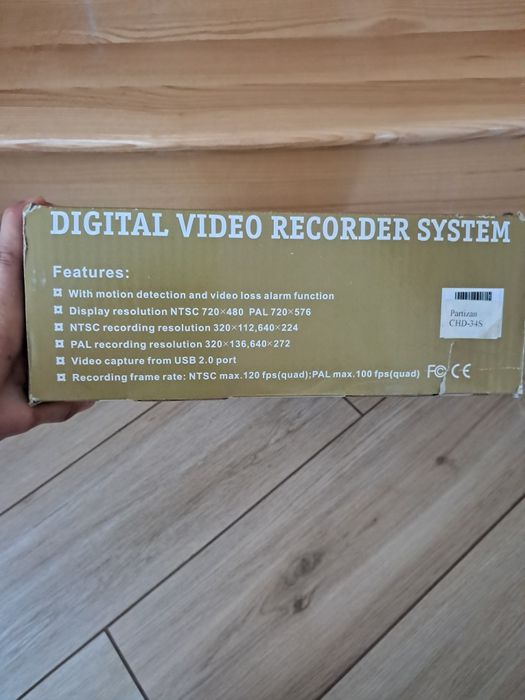 DIGITAL VIDEO RECORDER SYSTEM
Features:
With motion detection and video loss alarm function
Display resolution NTSC 720×480 PAL 720×576
NTSC recording resolution 320×112,640×224
PAL recording resolution 320×136,640×272
Video capture from USB 2.0 port
Recording frame rate: NTSC max.120 fps(quad);PAL max.100 fps(quad)
Partizan
CHD-34S
FC CE